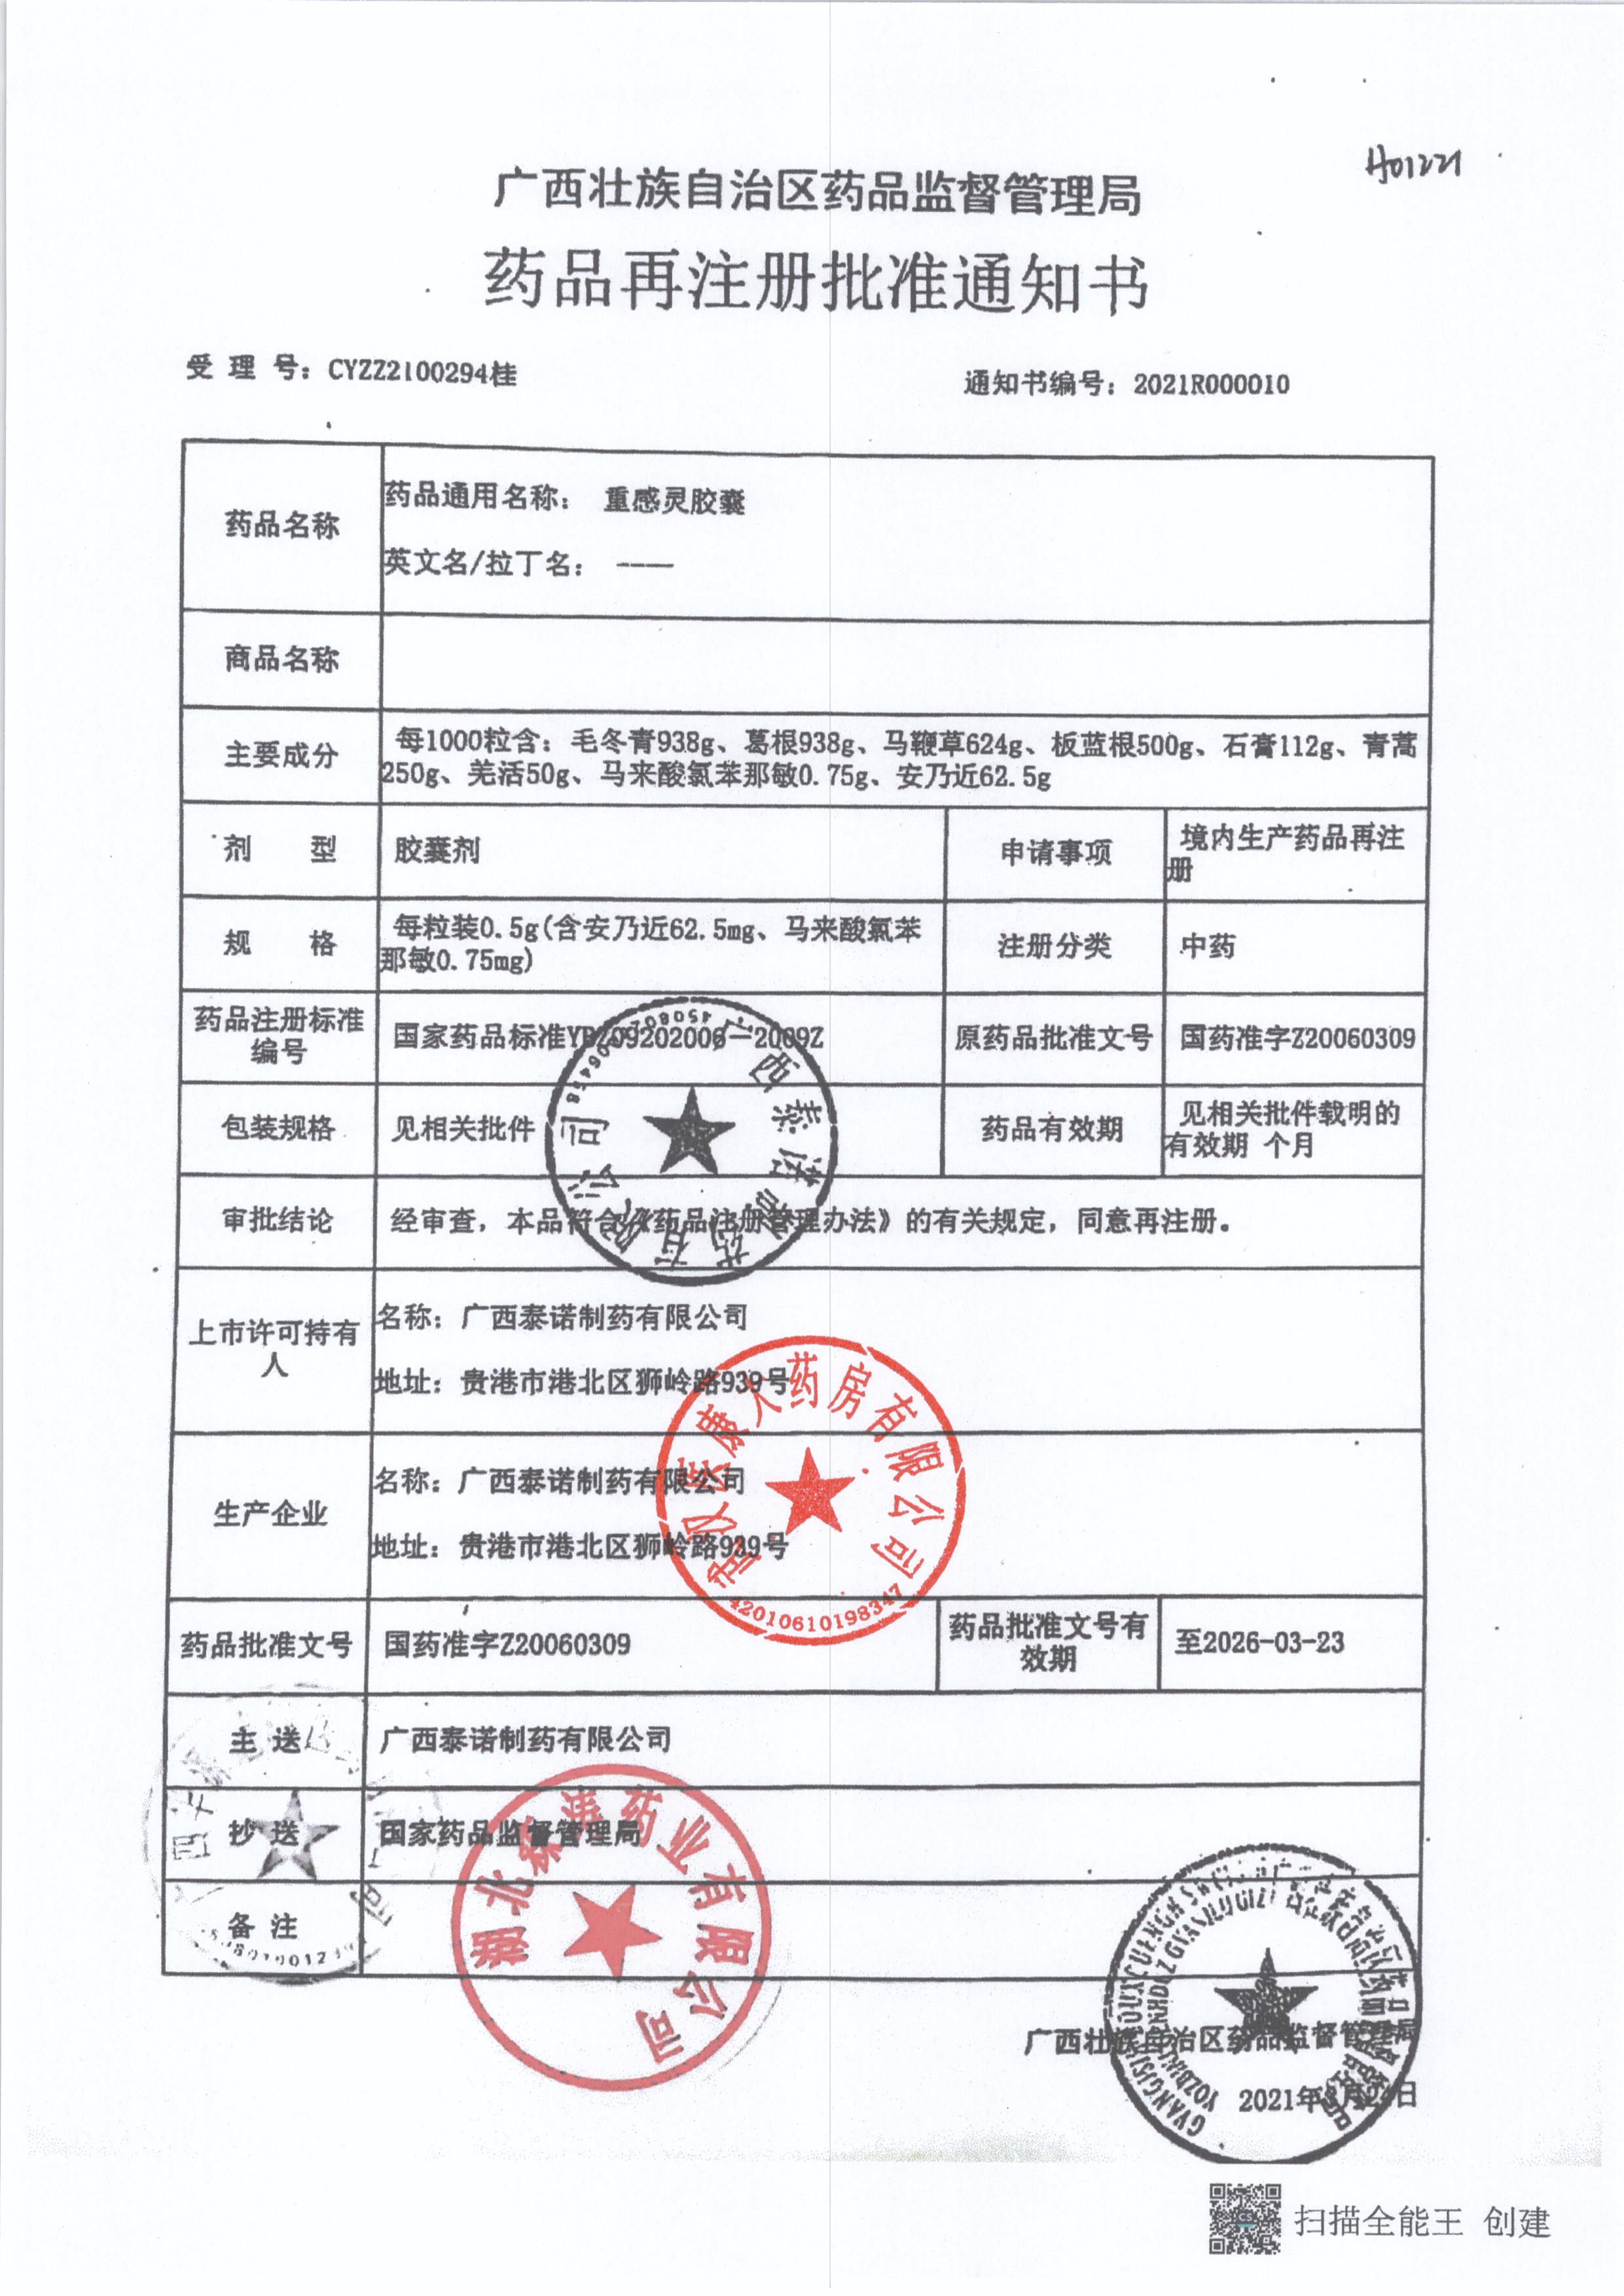 H01221
广西壮族自治区药品监督管理局
药品再注册批准通知书
受 理 号：CYZZ2100294桂
通知书编号：2021R000010
药品名称
药品通用名称： 重感灵胶囊
英文名/拉丁名： ——
商品名称
主要成分
每1000粒含：毛冬青938g、葛根938g、马鞭草624g、板蓝根500g、石膏112g、青蒿
250g、羌活50g、马来酸氯苯那敏0.75g、安乃近62.5g
剂 型
胶囊剂
申请事项
境内生产药品再注
册
规 格
每粒装0.5g(含安乃近62.5mg、马来酸氯苯
那敏0.75mg)
注册分类
中药
药品注册标准
编号
国家药品标准YBZ09202006-2009Z
原药品批准文号
国药准字Z20060309
包装规格
见相关批件
药品有效期
见相关批件载明的
有效期 个月
审批结论
经审查，本品符合《药品注册管理办法》的有关规定，同意再注册。
广西泰诺制药有限公司
上市许可持有
人
名称：广西泰诺制药有限公司
地址：贵港市港北区狮岭路939号
生产企业
名称：广西泰诺制药有限公司
地址：贵港市港北区狮岭路939号
康人药房有限公司
4201061019834
药品批准文号
国药准字Z20060309
药品批准文号有
效期
至2026-03-23
主 送
广西泰诺制药有限公司
抄 送
国家药品监督管理局
备 注
湖北
药业有限公司
广西壮族自治区药品监督管理局
2021年 月 日
扫描全能王 创建